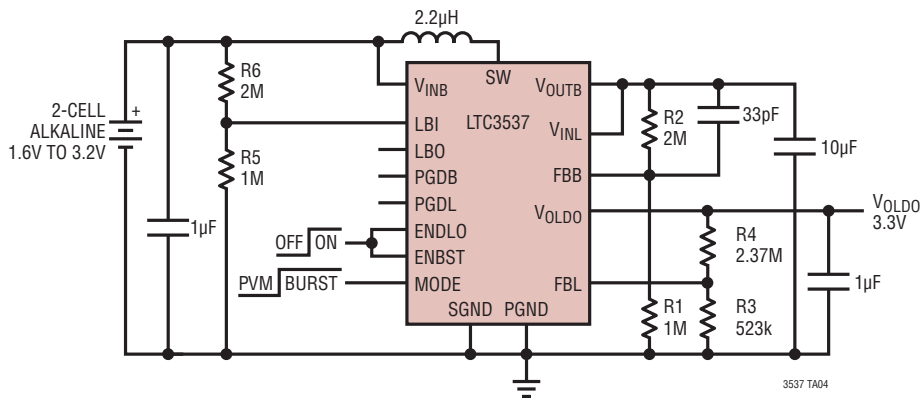 2.2µH
2-CELL
ALKALINE
1.6V TO 3.2V
+
R6
2M
R5
1M
1µF
OFF ON
PVM BURST
SW
VINB
LBI
LBO
PGDB
PGDL
ENDLO
ENBST
MODE
SGND PGND
LTC3537
VOUTB
VINL
FBB
VOLDO
FBL
R2
2M
33pF
10µF
VOLDO
3.3V
R4
2.37M
1µF
R1
1M
R3
523k
3537 TA04